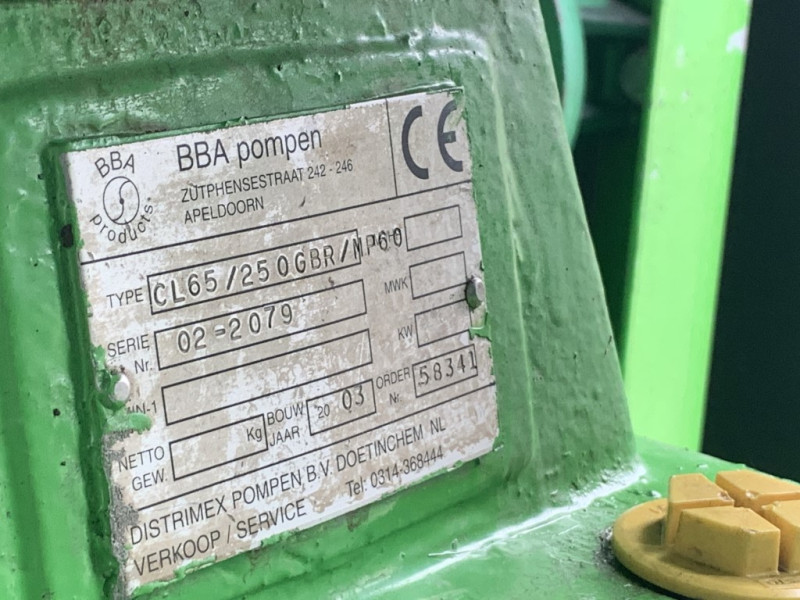 BBA products
BBA pompen
ZUTPHENSESTRAAT 242 - 246
APELDOORN
CE
TYPE CL65/250GBR/MP60
SERIE Nr. 02-2079
MWK
KW
MIN-1
NETTO GEW. Kg
BOUW JAAR 20 03
ORDER Nr. 58341
DISTRIMEX POMPEN B.V. DOETINCHEM NL
VERKOOP / SERVICE Tel: 0314-368444